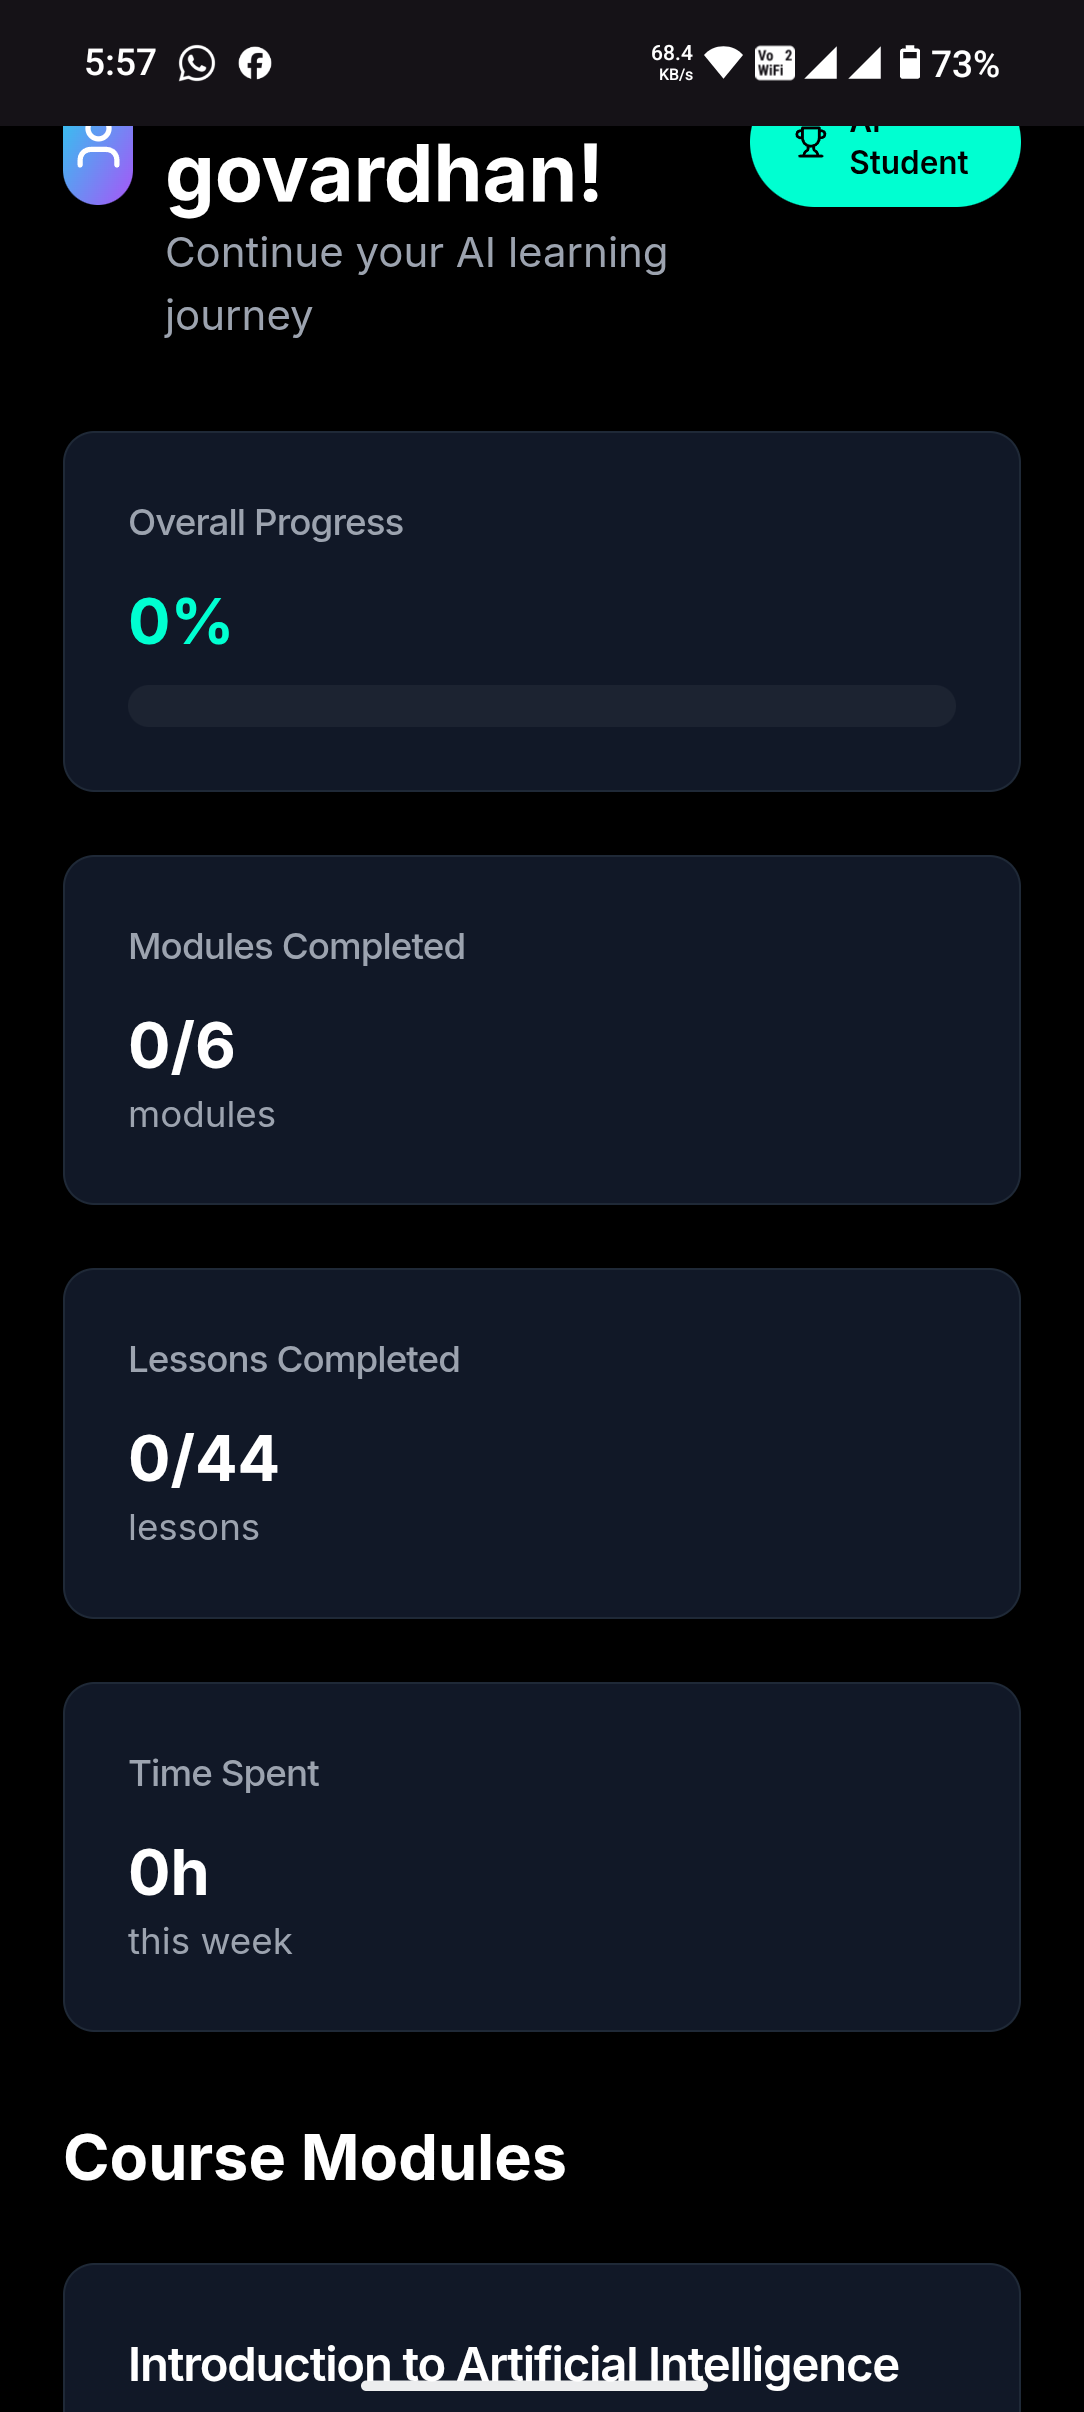 5:57
68.4
KB/s
Vo 2
WiFi
73%
govardhan!
AI
Student
Continue your AI learning
journey
Overall Progress
0%
Modules Completed
0/6
modules
Lessons Completed
0/44
lessons
Time Spent
0h
this week
Course Modules
Introduction to Artificial Intelligence